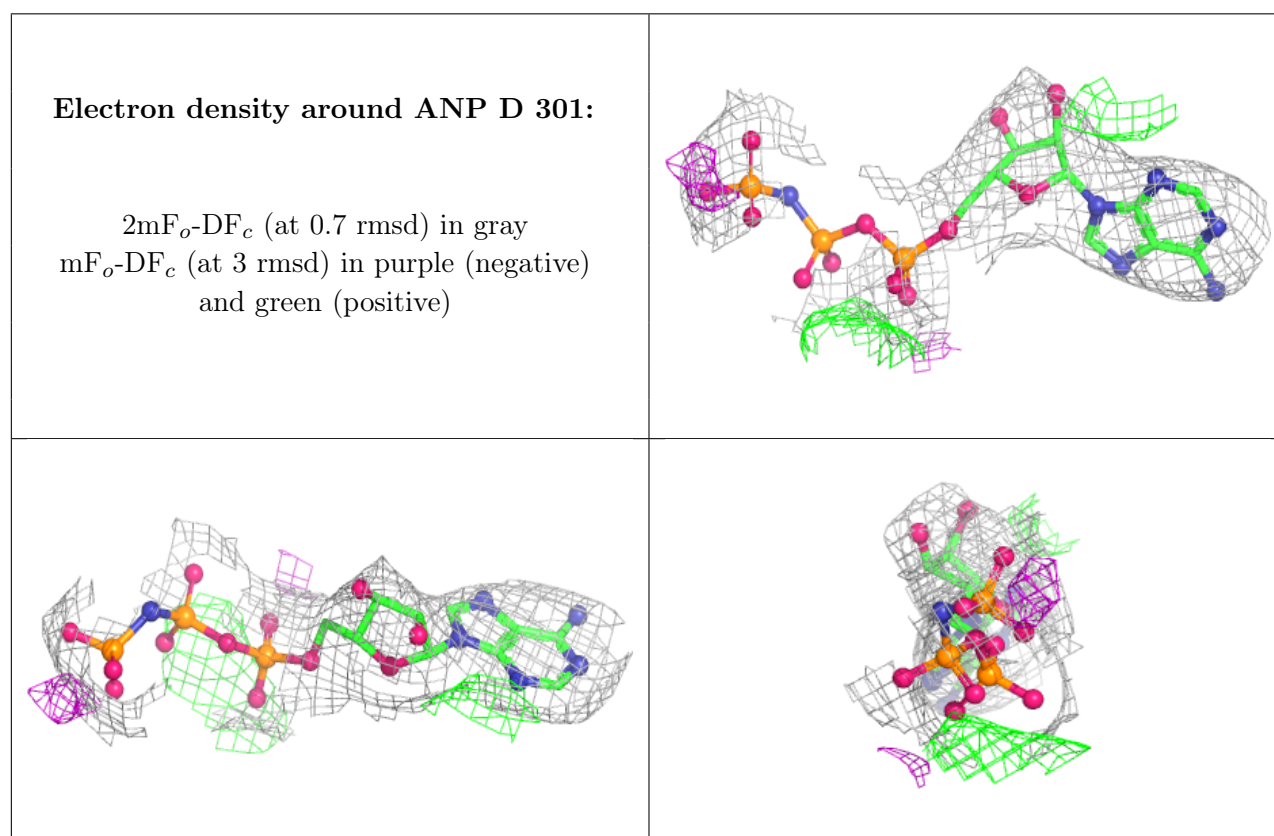 Electron density around ANP D 301:
2mFo-DFc (at 0.7 rmsd) in gray
mFo-DFc (at 3 rmsd) in purple (negative)
and green (positive)